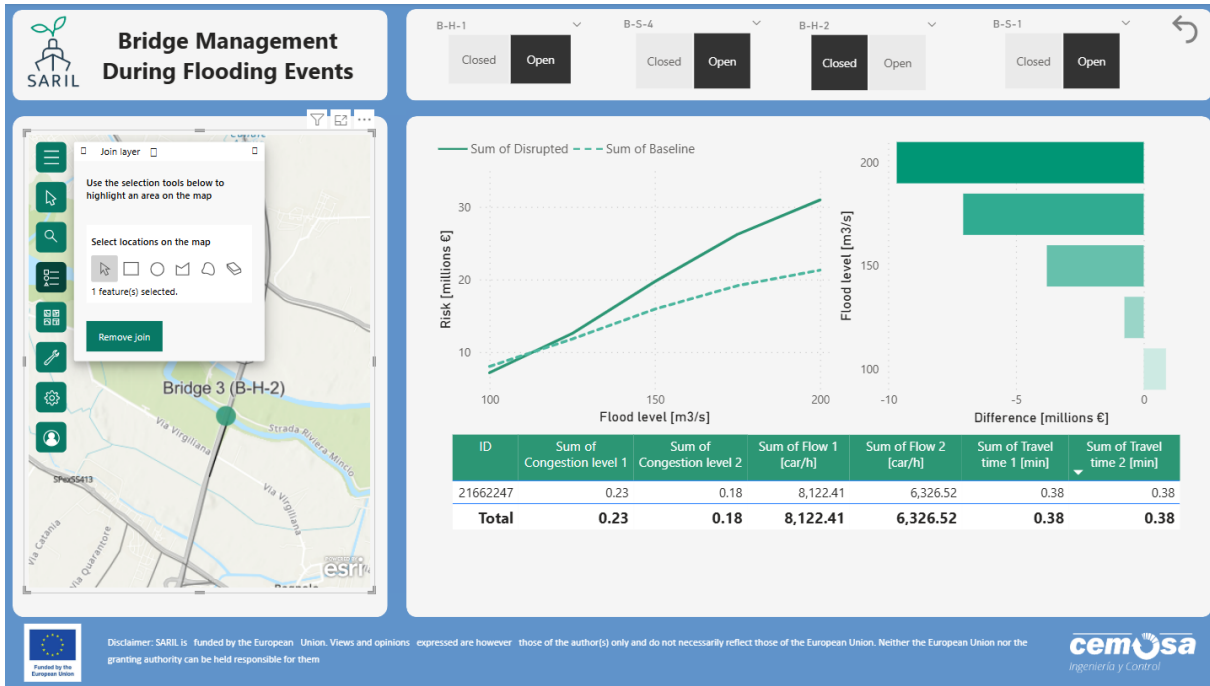 SARIL
Bridge Management
During Flooding Events
B-H-1
Closed
Open
B-S-4
Closed
Open
B-H-2
Closed
Open
B-S-1
Closed
Open
Join layer
Use the selection tools below to
highlight an area on the map
Select locations on the map
1 feature(s) selected.
Remove join
Bridge 3 (B-H-2)
Via Virgiliana
Strada Riviera Mincio
Via Virgiliana
SPexSS413
Via Catania
Via Quarantore
esri
Sum of Disrupted
Sum of Baseline
Risk [millions €]
30
20
10
100
150
200
Flood level [m3/s]
Flood level [m3/s]
200
150
100
-10
-5
0
Difference [millions €]
ID
Sum of
Congestion level 1
Sum of
Congestion level 2
Sum of Flow 1
[car/h]
Sum of Flow 2
[car/h]
Sum of Travel
time 1 [min]
Sum of Travel
time 2 [min]
21662247 0.23 0.18 8,122.41 6,326.52 0.38 0.38
Total 0.23 0.18 8,122.41 6,326.52 0.38 0.38
Funded by the
European Union
Disclaimer: SARIL is funded by the European Union. Views and opinions expressed are however those of the author(s) only and do not necessarily reflect those of the European Union. Neither the European Union nor the
granting authority can be held responsible for them
cemosa
Ingeniería y Control